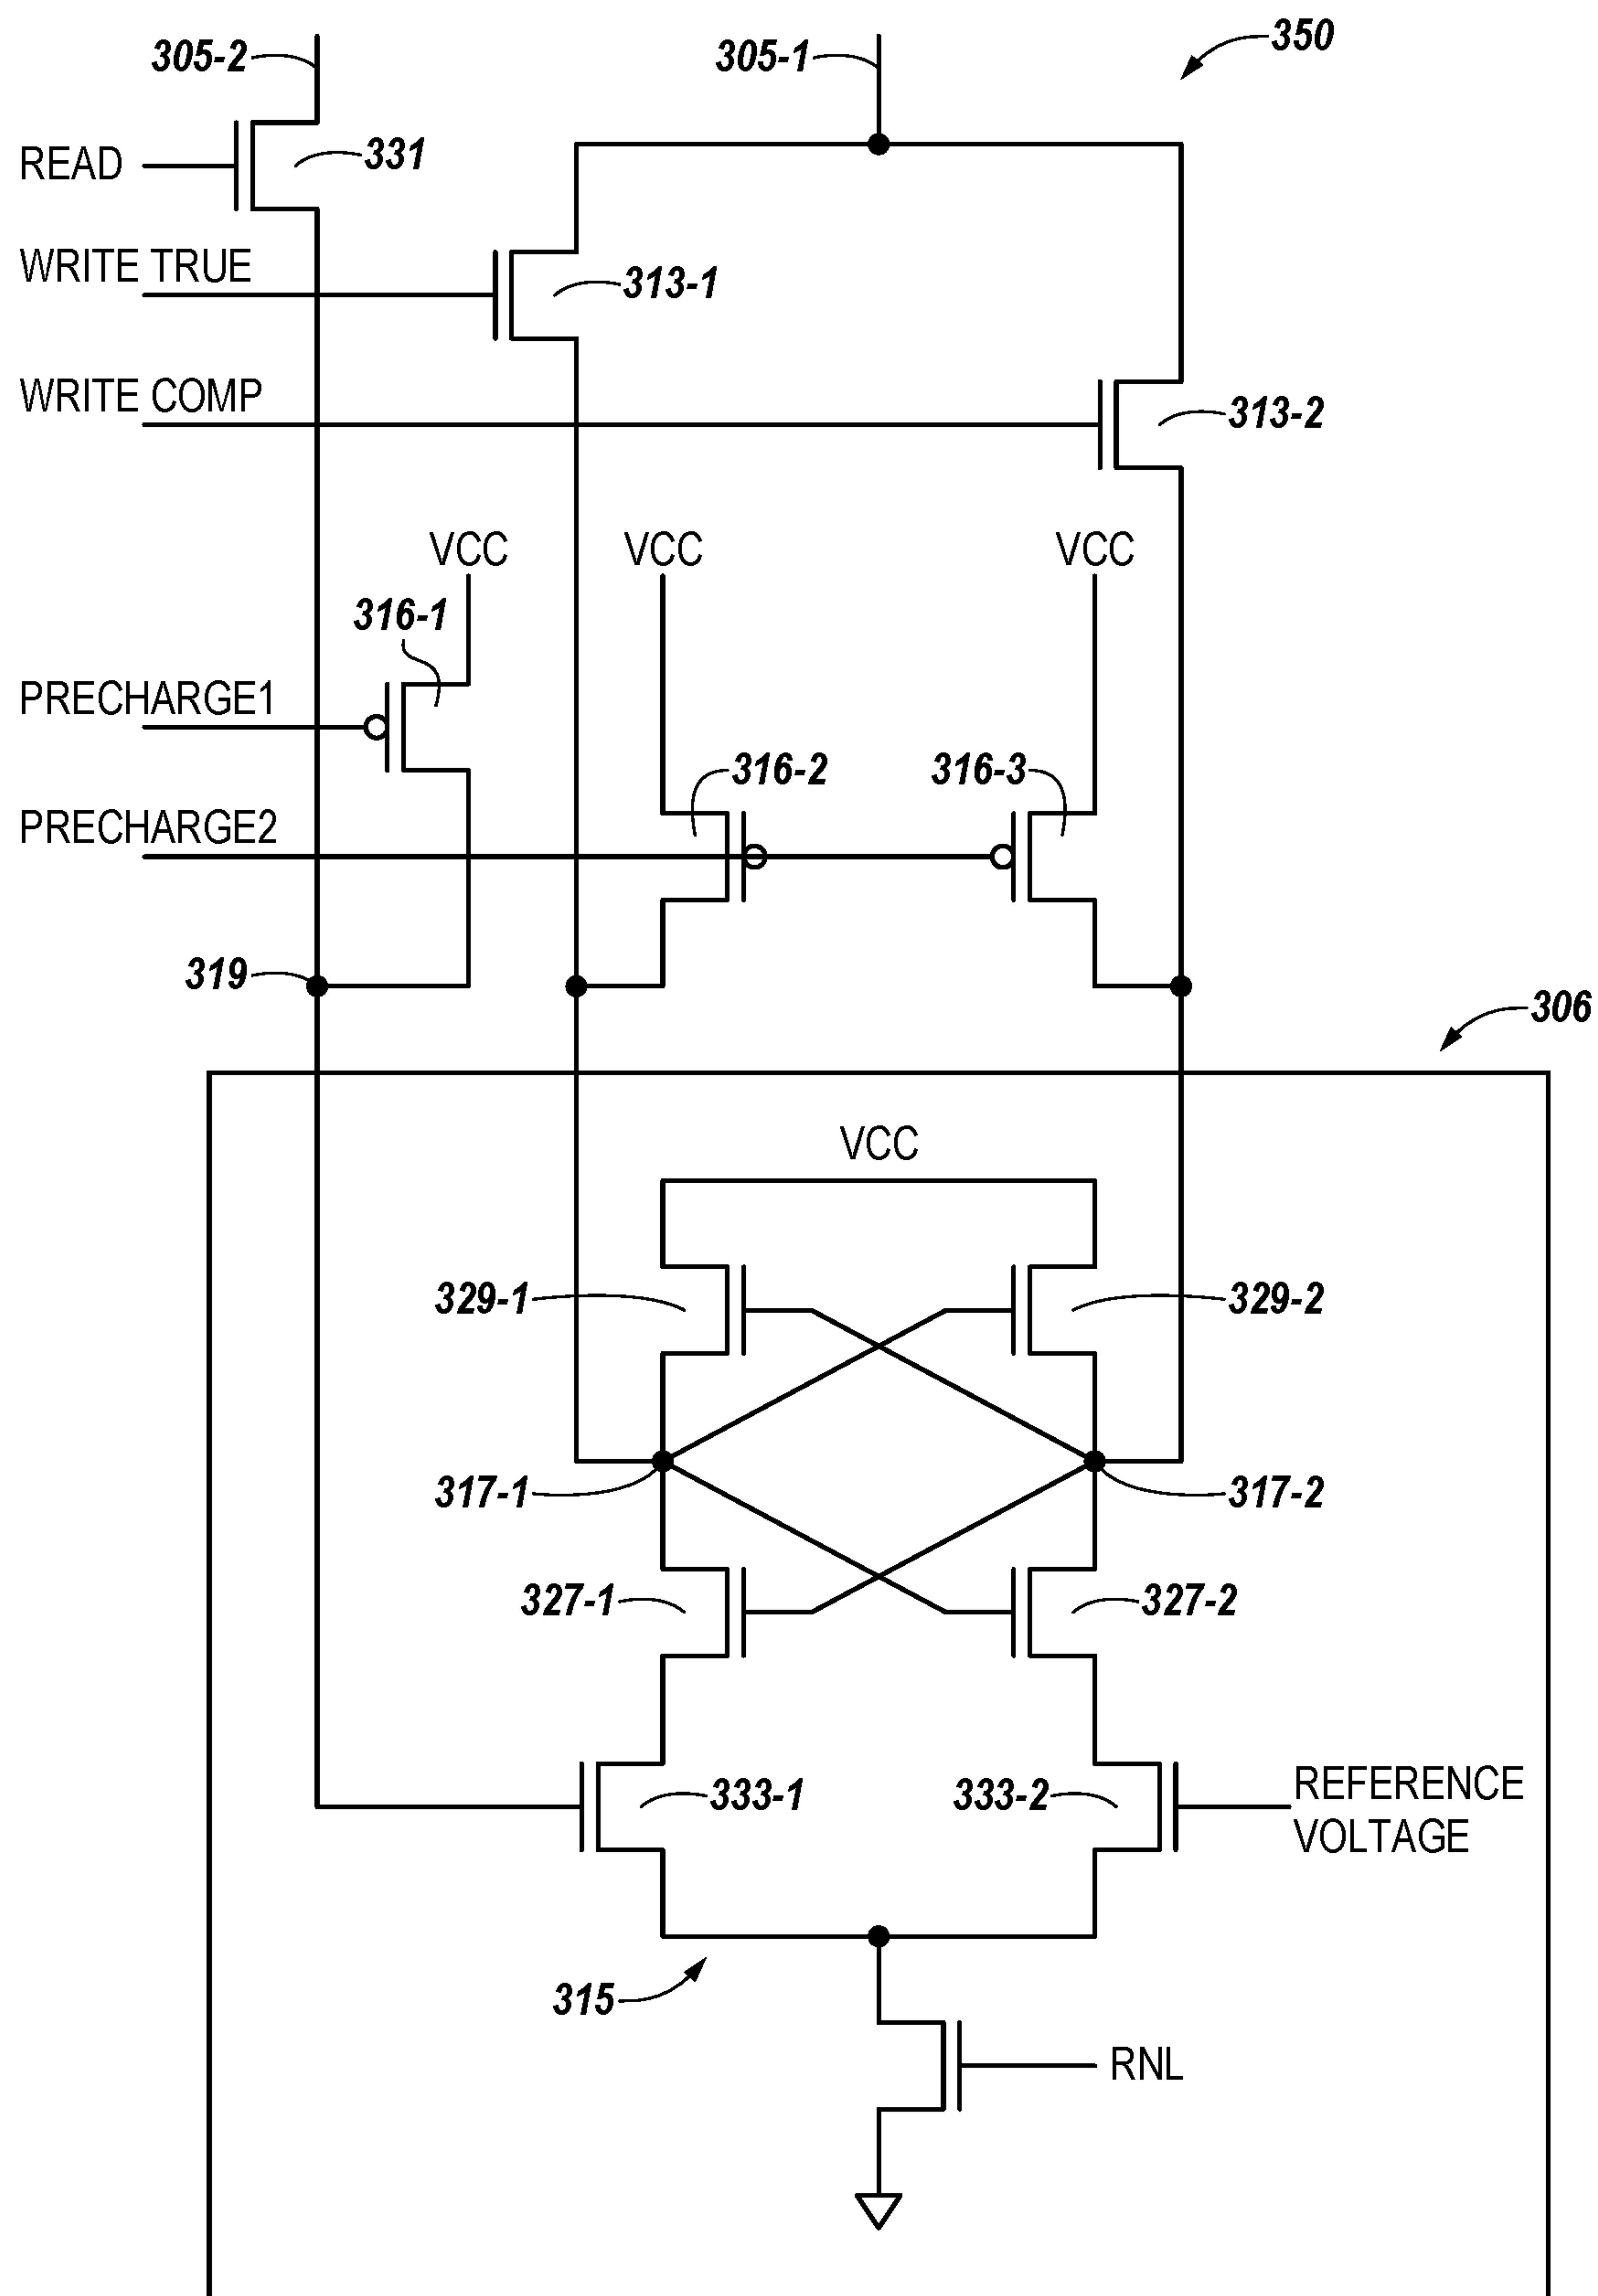 305-2
305-1
350
READ
331
WRITE TRUE
313-1
WRITE COMP
313-2
VCC
VCC
VCC
316-1
PRECHARGE1
316-2
316-3
PRECHARGE2
319
306
VCC
329-1
329-2
317-1
317-2
327-1
327-2
333-1
333-2
REFERENCE
VOLTAGE
315
RNL